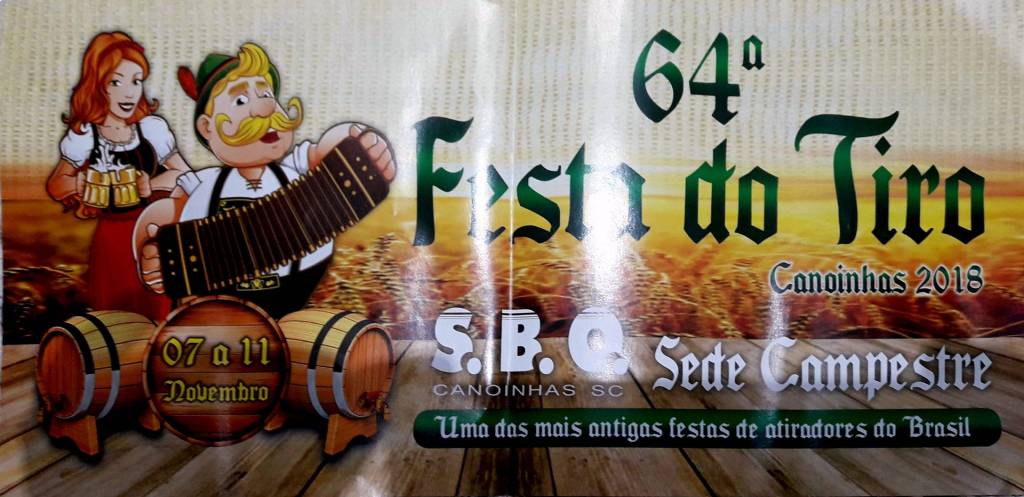 64ª
Festa do Tiro
Canoinhas 2018
S. B. O.
CANOINHAS SC
Sede Campestre
07 a 11
Novembro
Uma das mais antigas festas de atiradores do Brasil